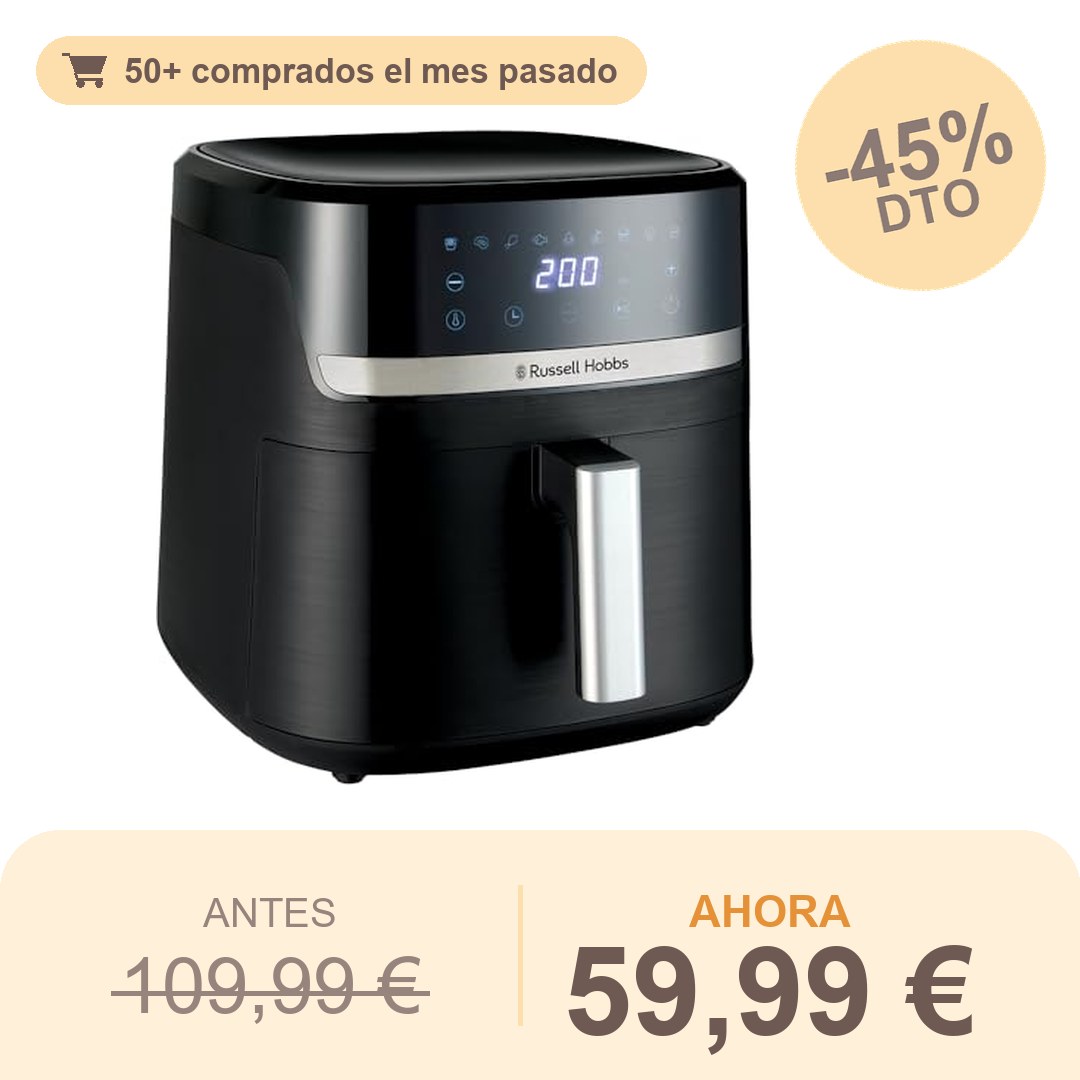 50+ comprados el mes pasado
-45%
DTO
200
Russell Hobbs
ANTES
109,99 €
AHORA
59,99 €